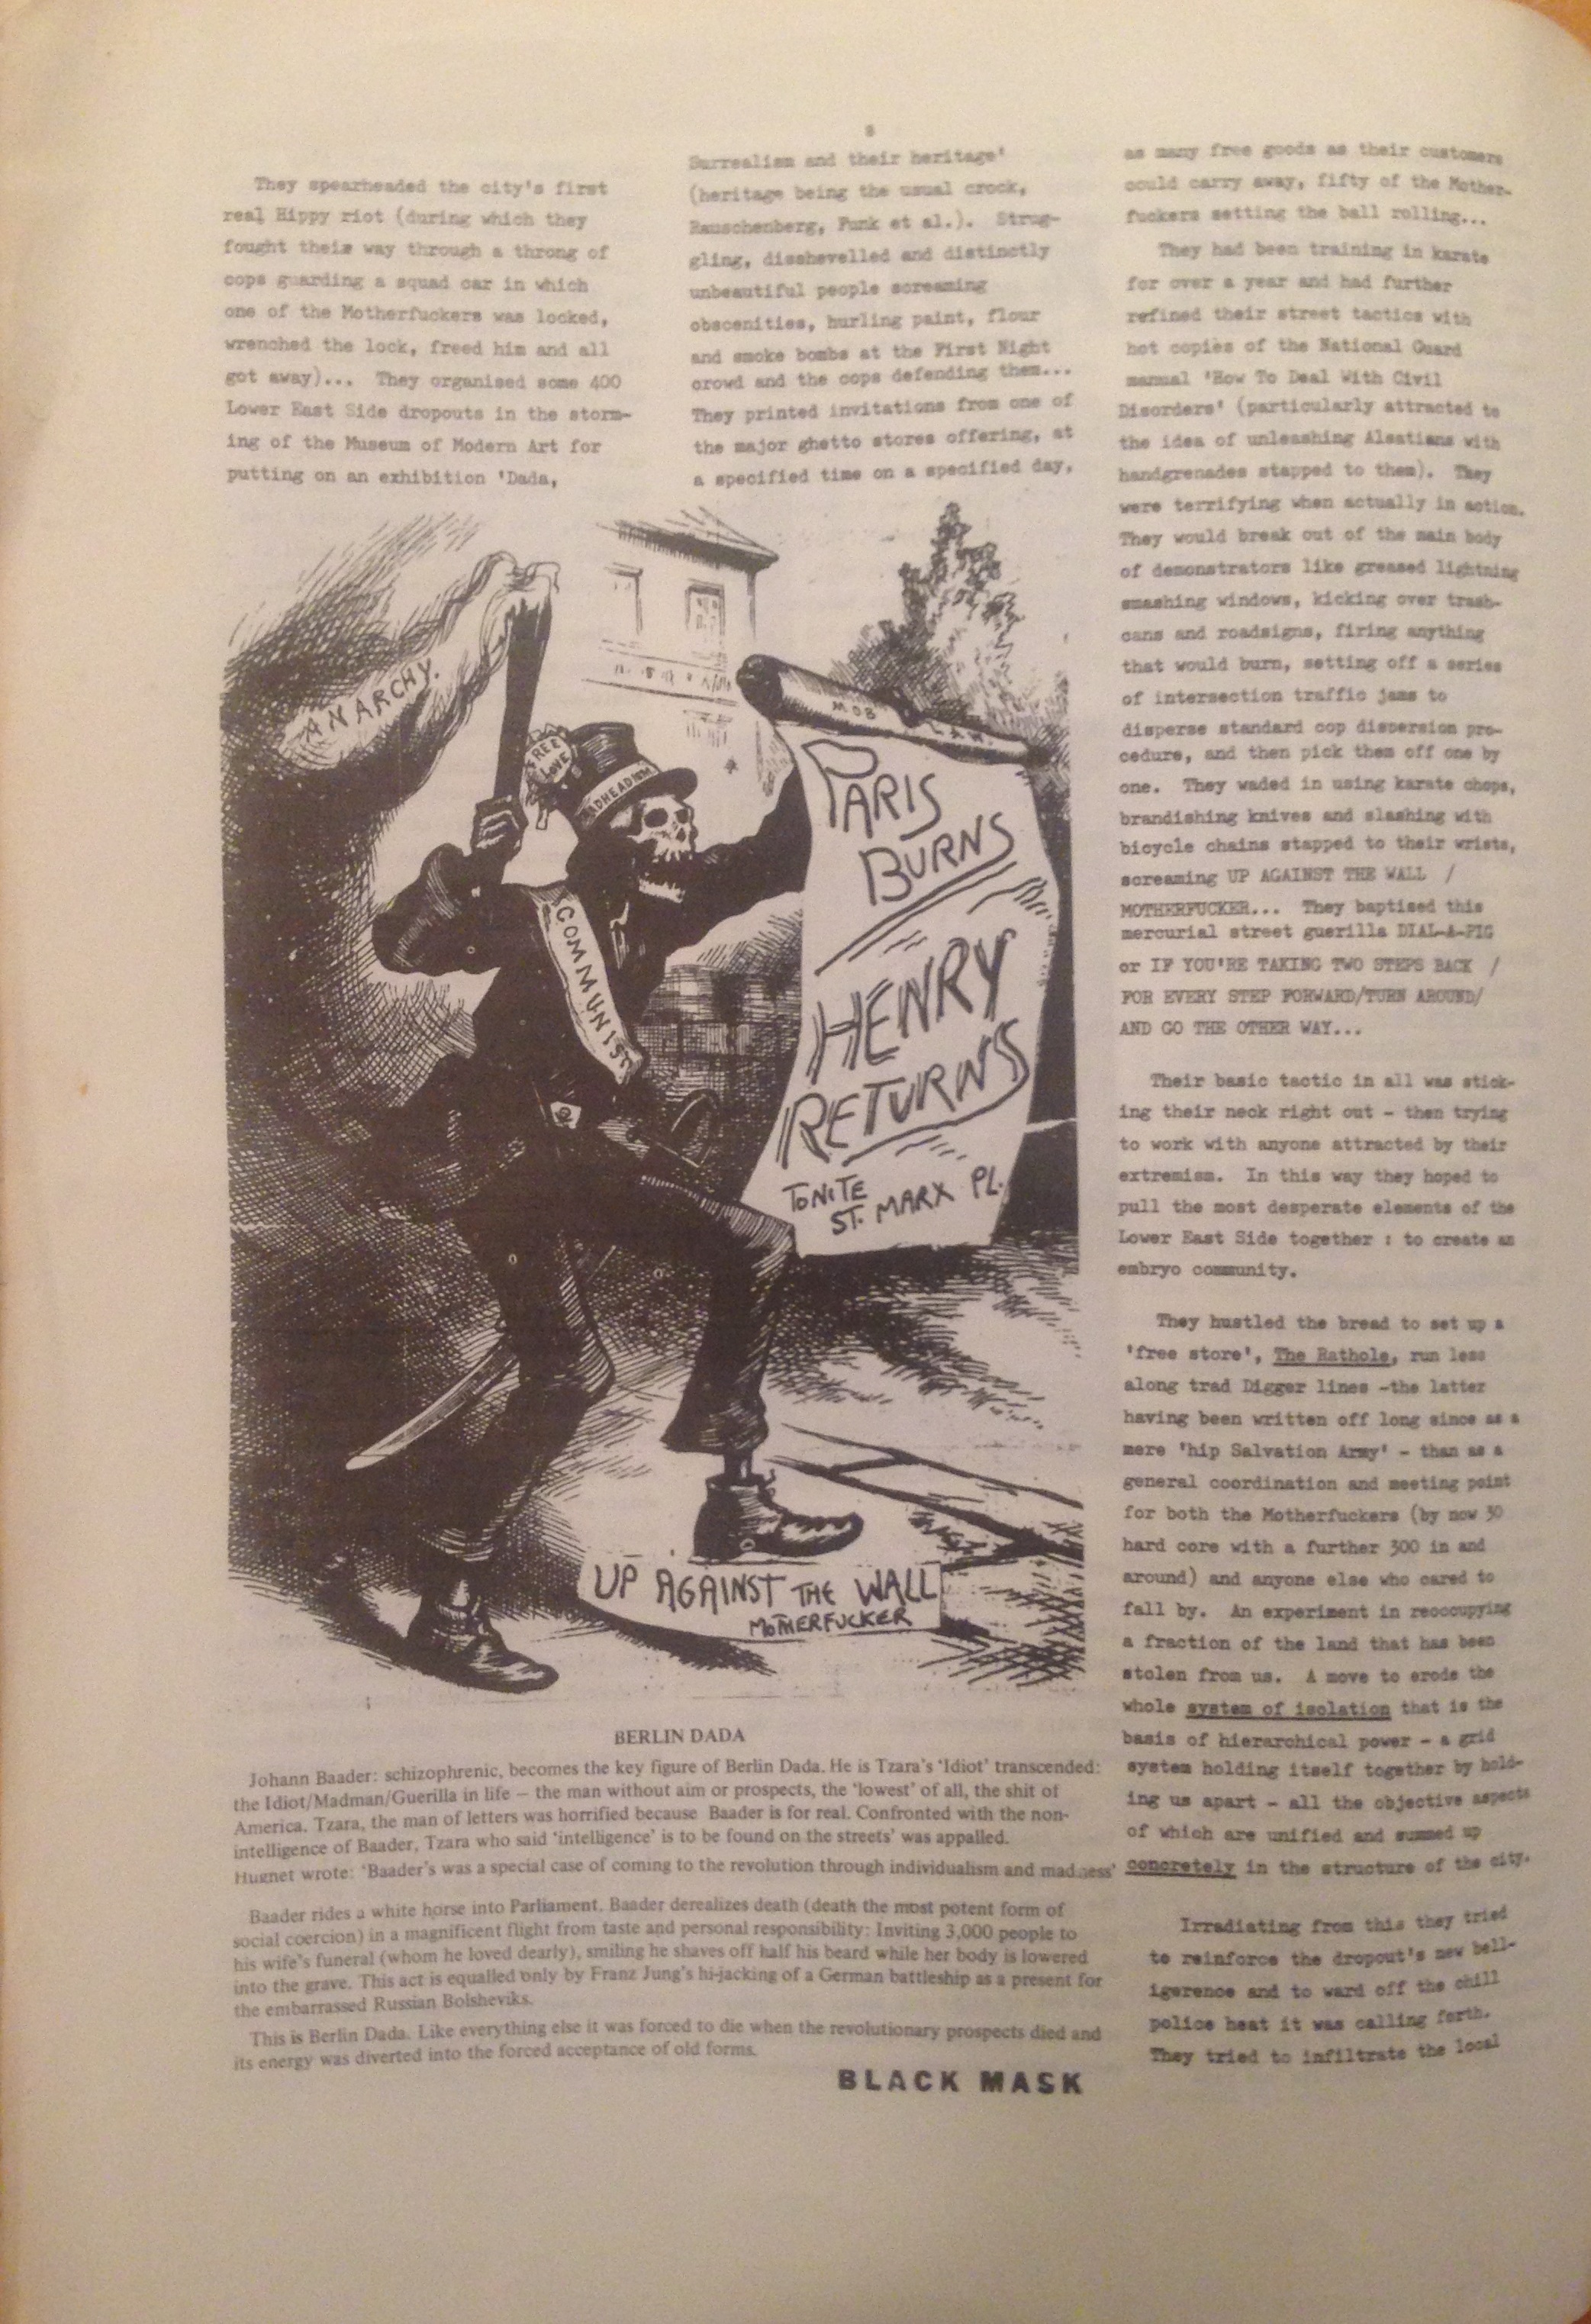 8
They spearheaded the city's first
real Hippy riot (during which they
fought their way through a throng of
cops guarding a squad car in which
one of the Motherfuckers was locked,
wrenched the lock, freed him and all
got away)... They organised some 400
Lower East Side dropouts in the storm-
ing of the Museum of Modern Art for
putting on an exhibition 'Dada,
Surrealism and their heritage'
(heritage being the usual crock,
Rauschenberg, Funk et al.). Strug-
gling, disshevelled and distinctly
unbeautiful people screaming
obscenities, hurling paint, flour
and smoke bombs at the First Night
crowd and the cops defending them...
They printed invitations from one of
the major ghetto stores offering, at
a specified time on a specified day,
as many free goods as their customers
could carry away, fifty of the Mother-
fuckers setting the ball rolling...
They had been training in karate
for over a year and had further
refined their street tactics with
hot copies of the National Guard
manual 'How To Deal With Civil
Disorders' (particularly attracted to
the idea of unleashing Alsatians with
handgrenades stapped to them). They
were terrifying when actually in action.
They would break out of the main body
of demonstrators like greased lightning
smashing windows, kicking over trash-
cans and roadsigns, firing anything
that would burn, setting off a series
of intersection traffic jams to
disperse standard cop dispersion pro-
cedure, and then pick them off one by
one. They waded in using karate chops,
brandishing knives and slashing with
bicycle chains stapped to their wrists,
screaming UP AGAINST THE WALL /
MOTHERFUCKER... They baptised this
mercurial street guerilla DIAL-A-PIG
or IF YOU'RE TAKING TWO STEPS BACK /
FOR EVERY STEP FORWARD/TURN AROUND/
AND GO THE OTHER WAY...
Their basic tactic in all was stick-
ing their neck right out - then trying
to work with anyone attracted by their
extremism. In this way they hoped to
pull the most desperate elements of the
Lower East Side together : to create an
embryo community.
They hustled the bread to set up a
'free store', The Rathole, run less
along trad Digger lines -the latter
having been written off long since as a
mere 'hip Salvation Army' - than as a
general coordination and meeting point
for both the Motherfuckers (by now 30
hard core with a further 300 in and
around) and anyone else who cared to
fall by. An experiment in reoccupying
a fraction of the land that has been
stolen from us. A move to erode the
whole system of isolation that is the
basis of hierarchical power - a grid
system holding itself together by hold-
ing us apart - all the objective aspects
of which are unified and summed up
concretely in the structure of the city.
Irradiating from this they tried
to reinforce the dropout's new bell-
igerence and to ward off the chill
police heat it was calling forth.
They tried to infiltrate the local
ANARCHY.
FREE
LOVE
ADHEADIUM
COMMUNIST
MOB LAW.
PARIS
BURNS
HENRY
RETURNS
TONITE
ST. MARX PL.
UP AGAINST THE WALL
MOTHERFUCKER
BERLIN DADA
Johann Baader: schizophrenic, becomes the key figure of Berlin Dada. He is Tzara's 'Idiot' transcended:
the Idiot/Madman/Guerilla in life – the man without aim or prospects, the 'lowest' of all, the shit of
America. Tzara, the man of letters was horrified because Baader is for real. Confronted with the non-
intelligence of Baader, Tzara who said 'intelligence' is to be found on the streets' was appalled.
Hugnet wrote: 'Baader's was a special case of coming to the revolution through individualism and madness'
Baader rides a white horse into Parliament. Baader derealizes death (death the most potent form of
social coercion) in a magnificent flight from taste and personal responsibility: Inviting 3,000 people to
his wife's funeral (whom he loved dearly), smiling he shaves off half his beard while her body is lowered
into the grave. This act is equalled only by Franz Jung's hi-jacking of a German battleship as a present for
the embarrassed Russian Bolsheviks.
This is Berlin Dada. Like everything else it was forced to die when the revolutionary prospects died and
its energy was diverted into the forced acceptance of old forms.
BLACK MASK